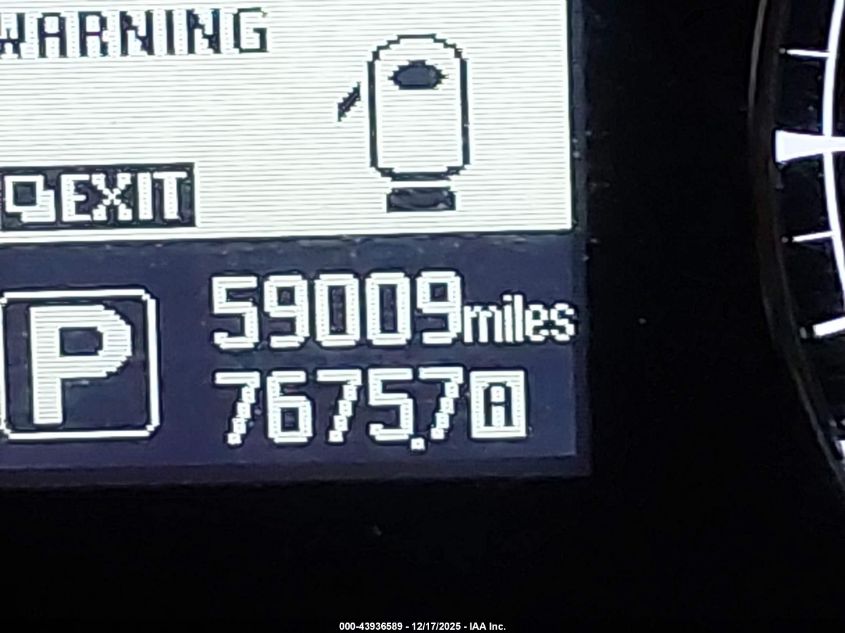 WARNING
EXIT
P
59009miles
7675.7A
000-43936589 - 12/17/2025 - IAA Inc.